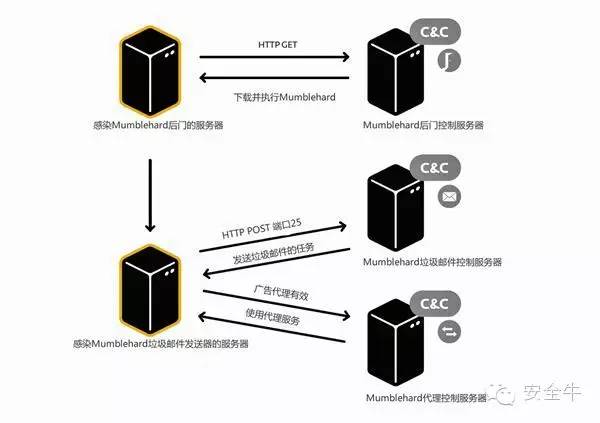 C&C
HTTP GET
下载并执行Mumblehard
感染Mumblehard后门的服务器
Mumblehard后门控制服务器
C&C
HTTP POST 端口25
发送垃圾邮件的任务
Mumblehard垃圾邮件控制服务器
广告代理有效
使用代理服务
C&C
感染Mumblehard垃圾邮件发送器的服务器
Mumblehard代理控制服务器
安全牛